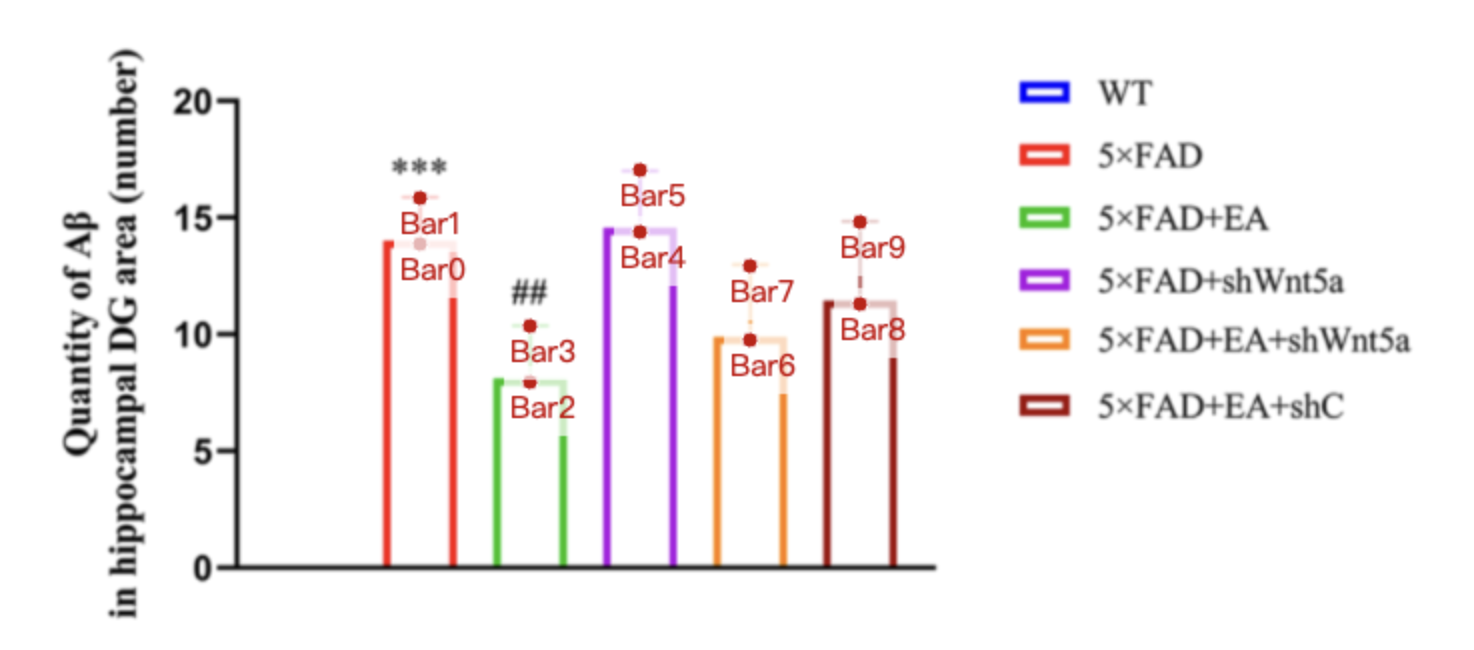 Quantity of Aβ
in hippocampal DG area (number)
20
15
10
5
0
***
Bar1
Bar0
##
Bar3
Bar2
Bar5
Bar4
Bar7
Bar6
Bar9
Bar8
WT
5×FAD
5×FAD+EA
5×FAD+shWnt5a
5×FAD+EA+shWnt5a
5×FAD+EA+shC